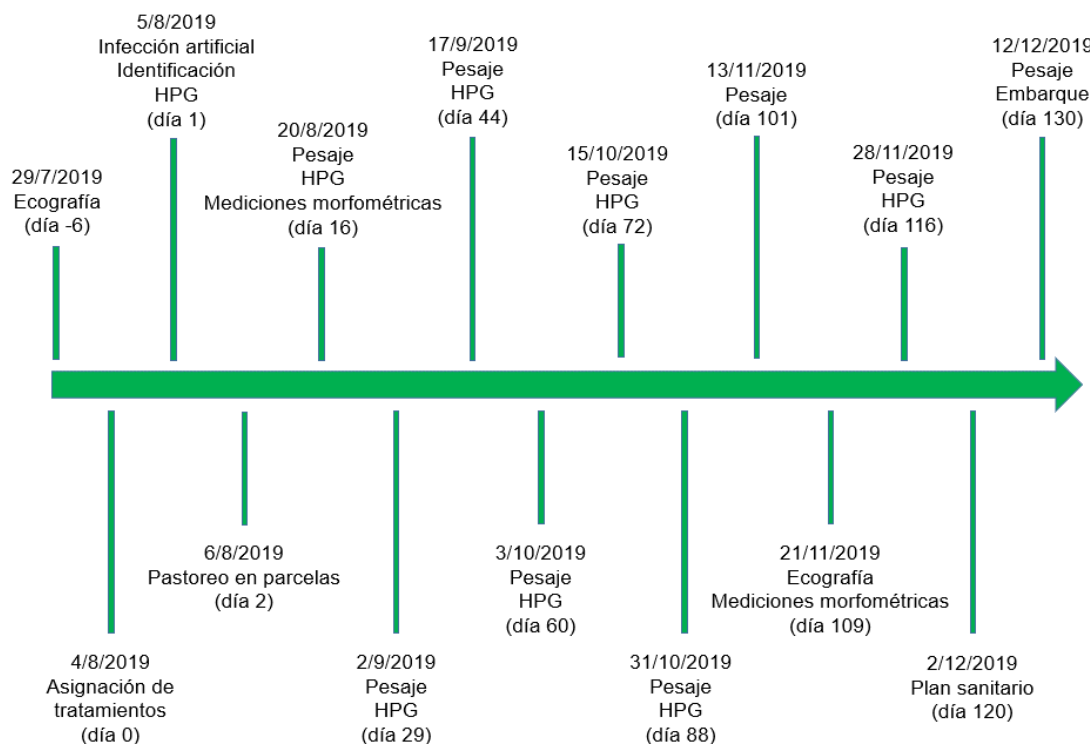 29/7/2019
Ecografía
(día -6)
5/8/2019
Infección artificial
Identificación
HPG
(día 1)
20/8/2019
Pesaje
HPG
Mediciones morfométricas
(día 16)
17/9/2019
Pesaje
HPG
(día 44)
15/10/2019
Pesaje
HPG
(día 72)
13/11/2019
Pesaje
(día 101)
28/11/2019
Pesaje
HPG
(día 116)
12/12/2019
Pesaje
Embarque
(día 130)
4/8/2019
Asignación de
tratamientos
(día 0)
6/8/2019
Pastoreo en parcelas
(día 2)
2/9/2019
Pesaje
HPG
(día 29)
3/10/2019
Pesaje
HPG
(día 60)
31/10/2019
Pesaje
HPG
(día 88)
21/11/2019
Ecografía
Mediciones morfométricas
(día 109)
2/12/2019
Plan sanitario
(día 120)